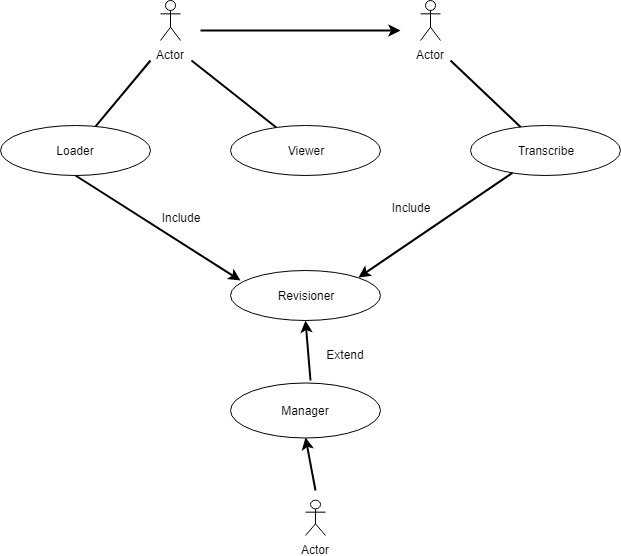 Actor
Actor
Loader
Viewer
Transcribe
Include
Include
Revisioner
Extend
Manager
Actor